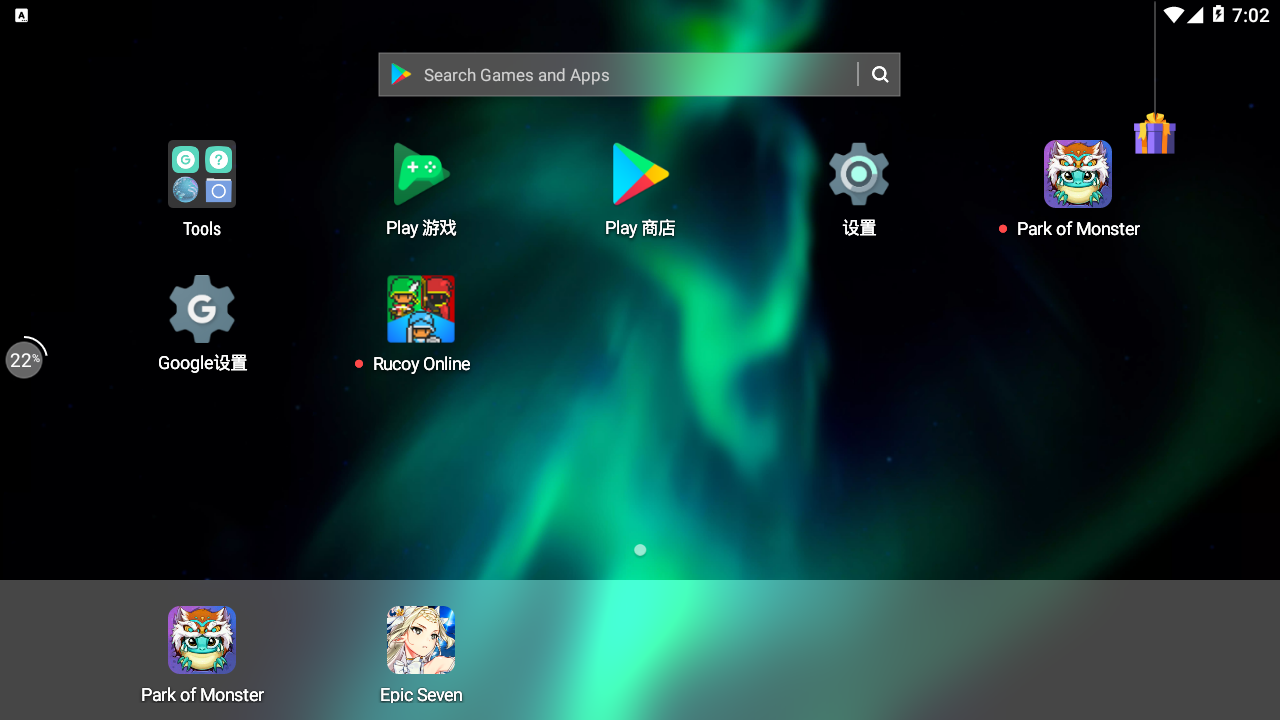 A
7:02
Search Games and Apps
Tools
Play 游戏
Play 商店
设置
Park of Monster
Google设置
Rucoy Online
22%
Park of Monster
Epic Seven